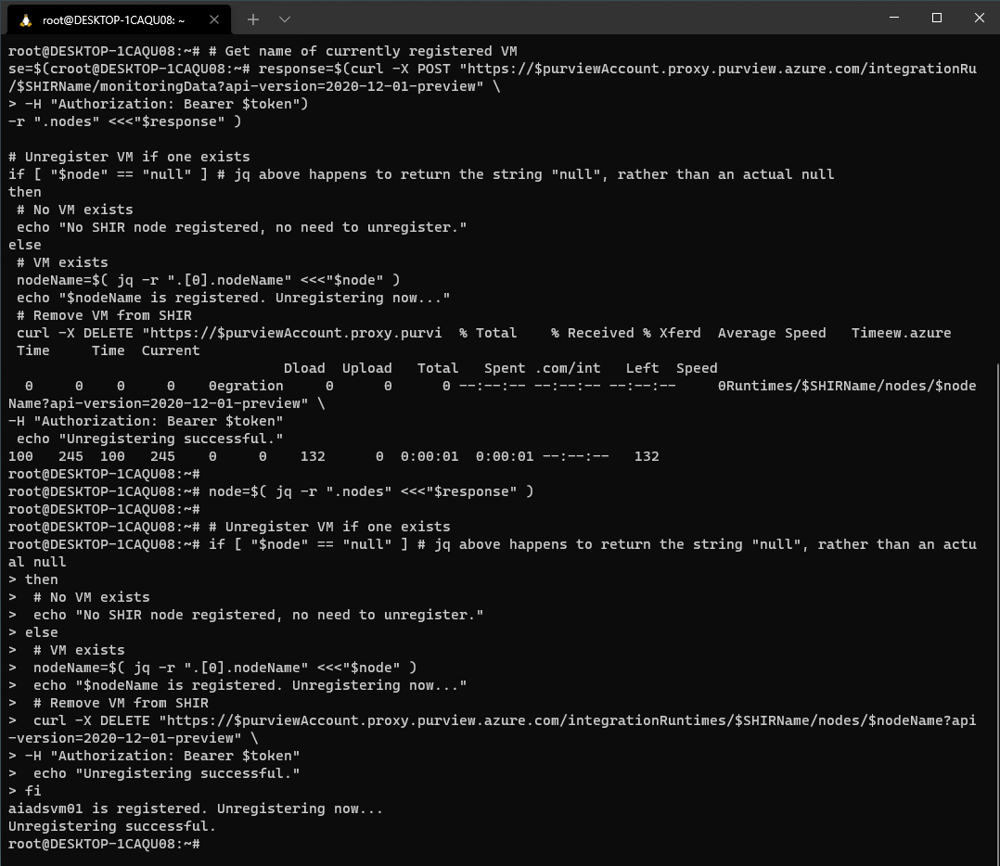 root@DESKTOP-1CAQU08: ~
root@DESKTOP-1CAQU08:~# # Get name of currently registered VM
se=$(croot@DESKTOP-1CAQU08:~# response=$(curl -X POST "https://$purviewAccount.proxy.purview.azure.com/integrationRu
/$SHIRName/monitoringData?api-version=2020-12-01-preview" \
> -H "Authorization: Bearer $token")
-r ".nodes" <<<"$response" )
# Unregister VM if one exists
if [ "$node" == "null" ] # jq above happens to return the string "null", rather than an actual null
then
 # No VM exists
 echo "No SHIR node registered, no need to unregister."
else
 # VM exists
 nodeName=$( jq -r ".[0].nodeName" <<<"$node" )
 echo "$nodeName is registered. Unregistering now..."
 # Remove VM from SHIR
 curl -X DELETE "https://$purviewAccount.proxy.purvi  % Total    % Received % Xferd  Average Speed   Timeew.azure
 Time     Time  Current
                                 Dload  Upload   Total   Spent .com/int   Left  Speed
  0     0    0     0    0egration     0      0      0 --:--:-- --:--:-- --:--:--     0Runtimes/$SHIRName/nodes/$node
Name?api-version=2020-12-01-preview" \
-H "Authorization: Bearer $token"
 echo "Unregistering successful."
100   245  100   245    0     0    132      0  0:00:01  0:00:01 --:--:--   132
root@DESKTOP-1CAQU08:~#
root@DESKTOP-1CAQU08:~# node=$( jq -r ".nodes" <<<"$response" )
root@DESKTOP-1CAQU08:~#
root@DESKTOP-1CAQU08:~# # Unregister VM if one exists
root@DESKTOP-1CAQU08:~# if [ "$node" == "null" ] # jq above happens to return the string "null", rather than an actu
al null
> then
>  # No VM exists
>  echo "No SHIR node registered, no need to unregister."
> else
>  # VM exists
>  nodeName=$( jq -r ".[0].nodeName" <<<"$node" )
>  echo "$nodeName is registered. Unregistering now..."
>  # Remove VM from SHIR
>  curl -X DELETE "https://$purviewAccount.proxy.purview.azure.com/integrationRuntimes/$SHIRName/nodes/$nodeName?api
-version=2020-12-01-preview" \
> -H "Authorization: Bearer $token"
>  echo "Unregistering successful."
> fi
aiadsvm01 is registered. Unregistering now...
Unregistering successful.
root@DESKTOP-1CAQU08:~#